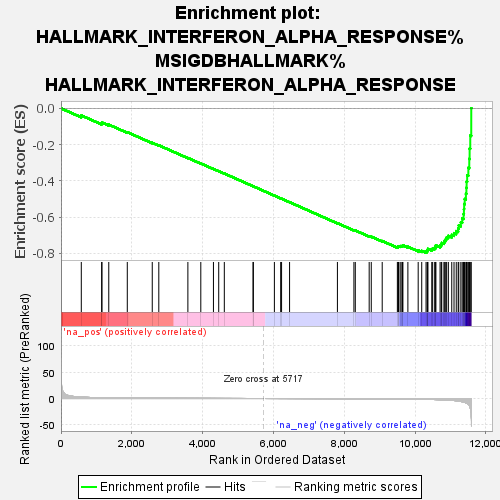 Enrichment plot:
HALLMARK_INTERFERON_ALPHA_RESPONSE%
MSIGDBHALLMARK%
HALLMARK_INTERFERON_ALPHA_RESPONSE
Enrichment score (ES)
0.0
-0.2
-0.4
-0.6
-0.8
'na_pos' (positively correlated)
Ranked list metric (PreRanked)
100
50
0
-50
Zero cross at 5717
'na_neg' (negatively correlated)
0 2,000 4,000 6,000 8,000 10,000 12,000
Rank in Ordered Dataset
Enrichment profile Hits Ranking metric scores